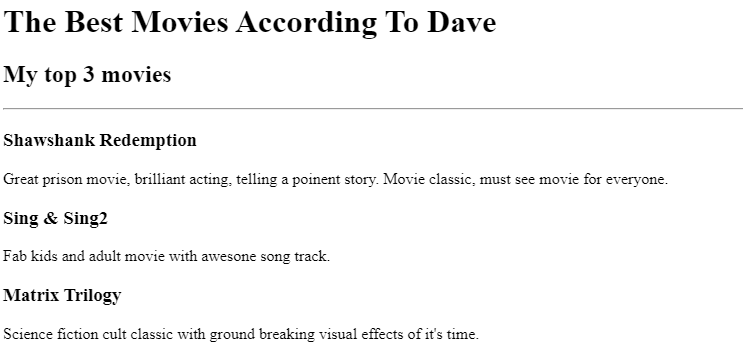 The Best Movies According To Dave
My top 3 movies
Shawshank Redemption
Great prison movie, brilliant acting, telling a poinent story. Movie classic, must see movie for everyone.
Sing & Sing2
Fab kids and adult movie with awesone song track.
Matrix Trilogy
Science fiction cult classic with ground breaking visual effects of it's time.